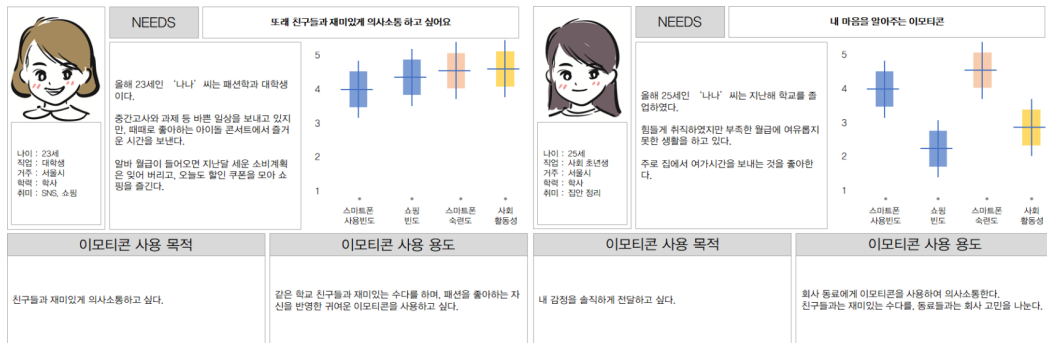 NEEDS
또래 친구들과 재미있게 의사소통 하고 싶어요
올해 23세인 ‘나나’ 씨는 패션학과 대학생
이다.
중간고사와 과제 등 바쁜 일상을 보내고 있지
만, 때때로 좋아하는 아이돌 콘서트에서 즐거
운 시간을 보낸다.
알바 월급이 들어오면 지난달 세운 소비계획
은 잊어 버리고, 오늘도 할인 쿠폰을 모아 쇼
핑을 즐긴다.
나이 : 23세
직업 : 대학생
거주 : 서울시
학력 : 학사
취미 : SNS, 쇼핑
5
4
3
2
1
스마트폰 사용빈도
쇼핑 빈도
스마트폰 숙련도
사회 활동성
이모티콘 사용 목적
이모티콘 사용 용도
친구들과 재미있게 의사소통하고 싶다.
같은 학교 친구들과 재미있는 수다를 하며, 패션을 좋아하는 자
신을 반영한 귀여운 이모티콘을 사용하고 싶다.
NEEDS
내 마음을 알아주는 이모티콘
올해 25세인 ‘나나’ 씨는 지난해 학교를 졸
업하였다.
힘들게 취직하였지만 부족한 월급에 여유롭지
못한 생활을 하고 있다.
주로 집에서 여가시간을 보내는 것을 좋아한
다.
나이 : 25세
직업 : 사회 초년생
거주 : 서울시
학력 : 학사
취미 : 집안 정리
5
4
3
2
1
스마트폰 사용빈도
쇼핑 빈도
스마트폰 숙련도
사회 활동성
이모티콘 사용 목적
이모티콘 사용 용도
내 감정을 솔직하게 전달하고 싶다.
회사 동료에게 이모티콘을 사용하여 의사소통한다.
친구들과는 재미있는 수다를, 동료들과는 회사 고민을 나눈다.